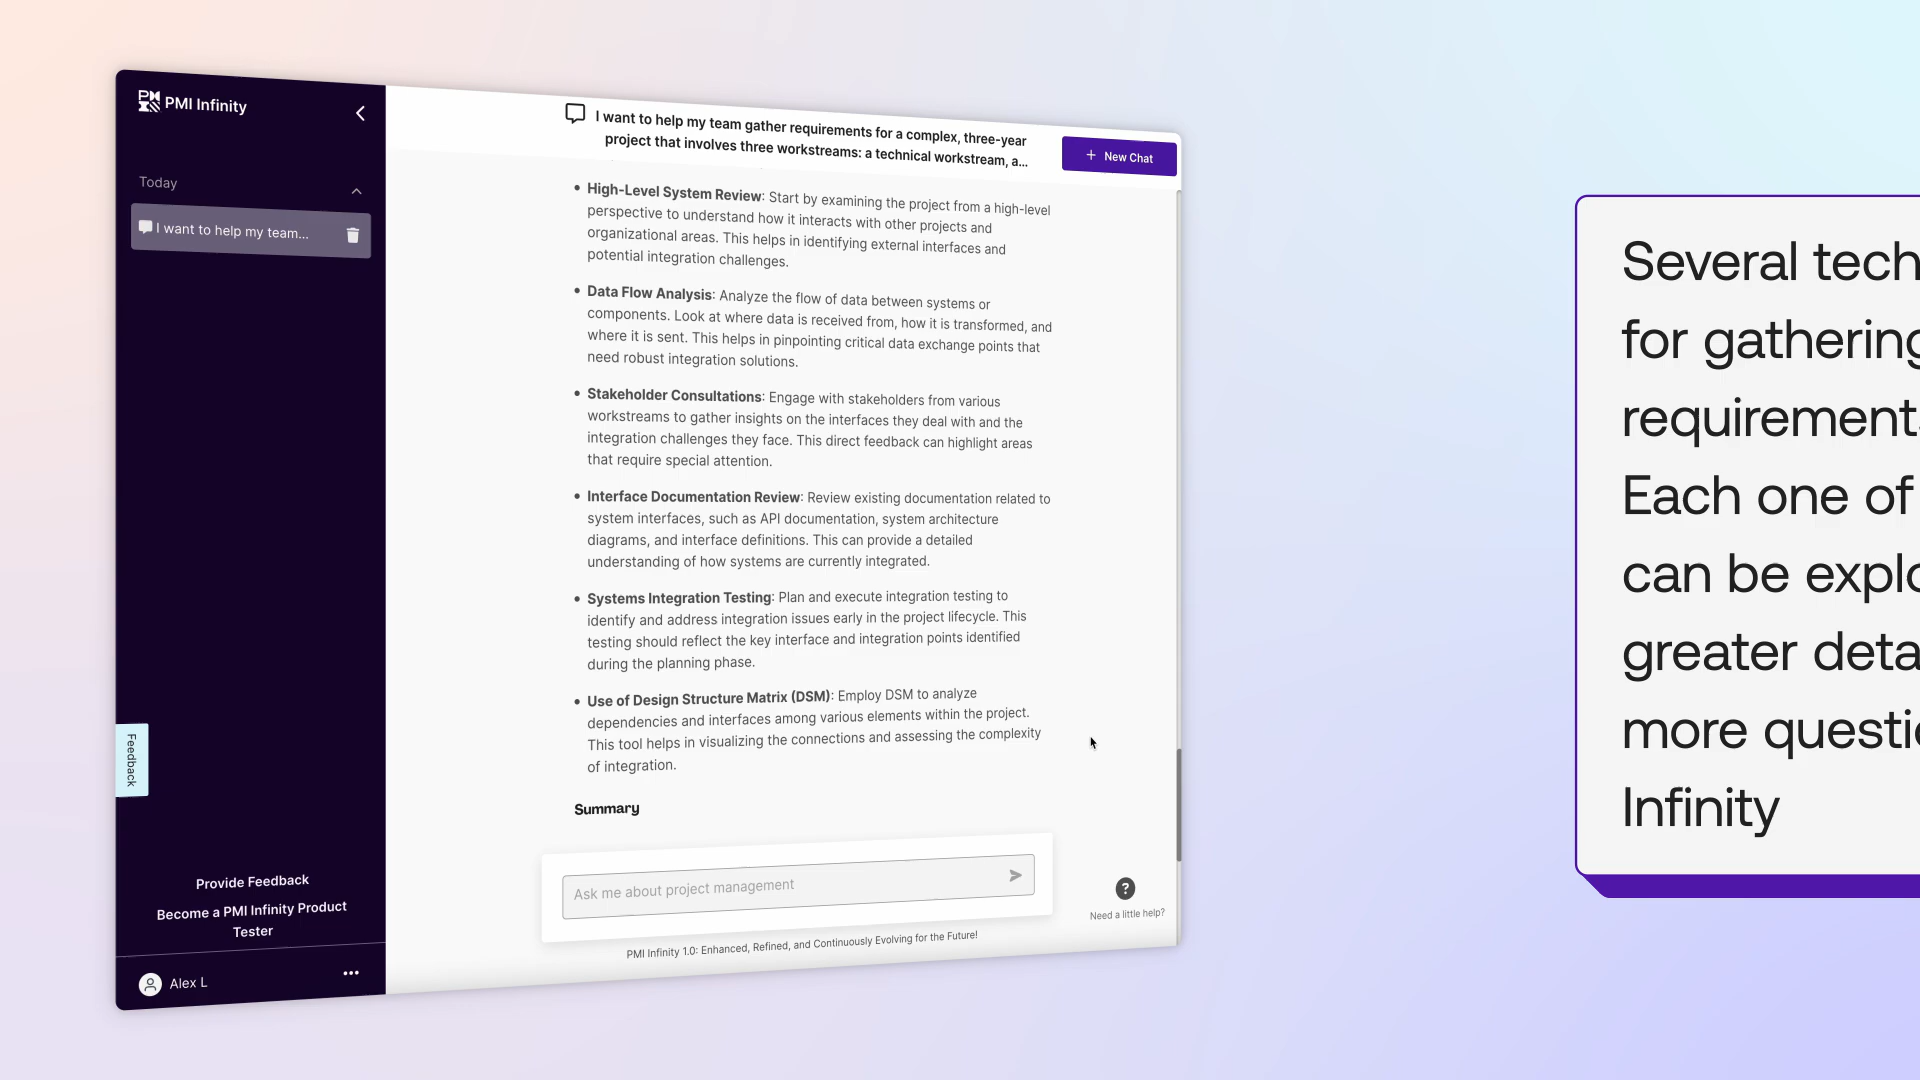 PMI Infinity
Today
I want to help my team...
Feedback
Provide Feedback
Become a PMI Infinity Product
Tester
Alex L
I want to help my team gather requirements for a complex, three-year
project that involves three workstreams: a technical workstream, a...
+ New Chat
• High-Level System Review: Start by examining the project from a high-level
perspective to understand how it interacts with other projects and
organizational areas. This helps in identifying external interfaces and
potential integration challenges.
• Data Flow Analysis: Analyze the flow of data between systems or
components. Look at where data is received from, how it is transformed, and
where it is sent. This helps in pinpointing critical data exchange points that
need robust integration solutions.
• Stakeholder Consultations: Engage with stakeholders from various
workstreams to gather insights on the interfaces they deal with and the
integration challenges they face. This direct feedback can highlight areas
that require special attention.
• Interface Documentation Review: Review existing documentation related to
system interfaces, such as API documentation, system architecture
diagrams, and interface definitions. This can provide a detailed
understanding of how systems are currently integrated.
• Systems Integration Testing: Plan and execute integration testing to
identify and address integration issues early in the project lifecycle. This
testing should reflect the key interface and integration points identified
during the planning phase.
• Use of Design Structure Matrix (DSM): Employ DSM to analyze
dependencies and interfaces among various elements within the project.
This tool helps in visualizing the connections and assessing the complexity
of integration.
Summary
Ask me about project management
Need a little help?
PMI Infinity 1.0: Enhanced, Refined, and Continuously Evolving for the Future!
Several tech
for gathering
requirements
Each one of
can be explo
greater deta
more questio
Infinity